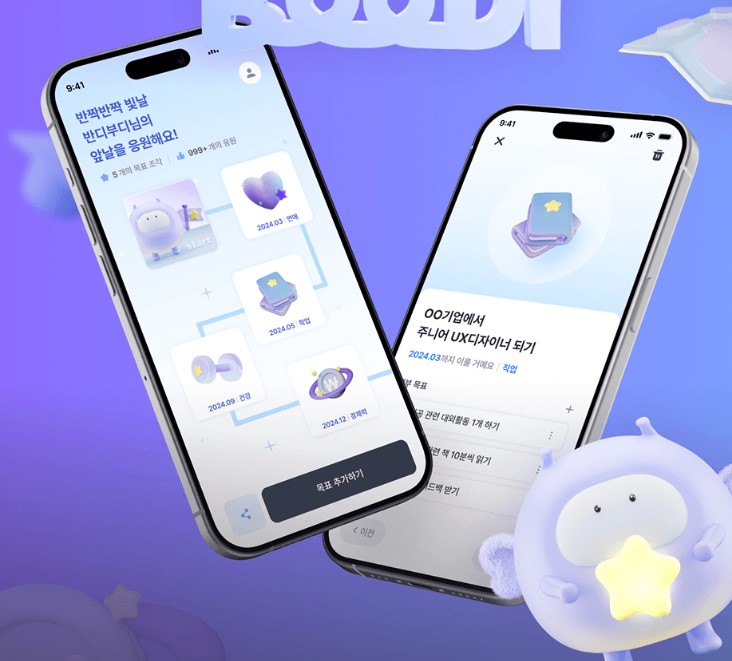 9:41
반짝반짝 빛날
반디부디님의
앞날을 응원해요!
5개의 목표 조각
999+개의 응원
start
2024.03 연애
2024.05 학업
2024.09 건강
2024.12 경제력
목표 추가하기
9:41
OO기업에서
주니어 UX디자이너 되기
2024.03까지 이룰 거예요
직업
목표
관련 대외활동 1개 하기
책 10분씩 읽기
받기
이전